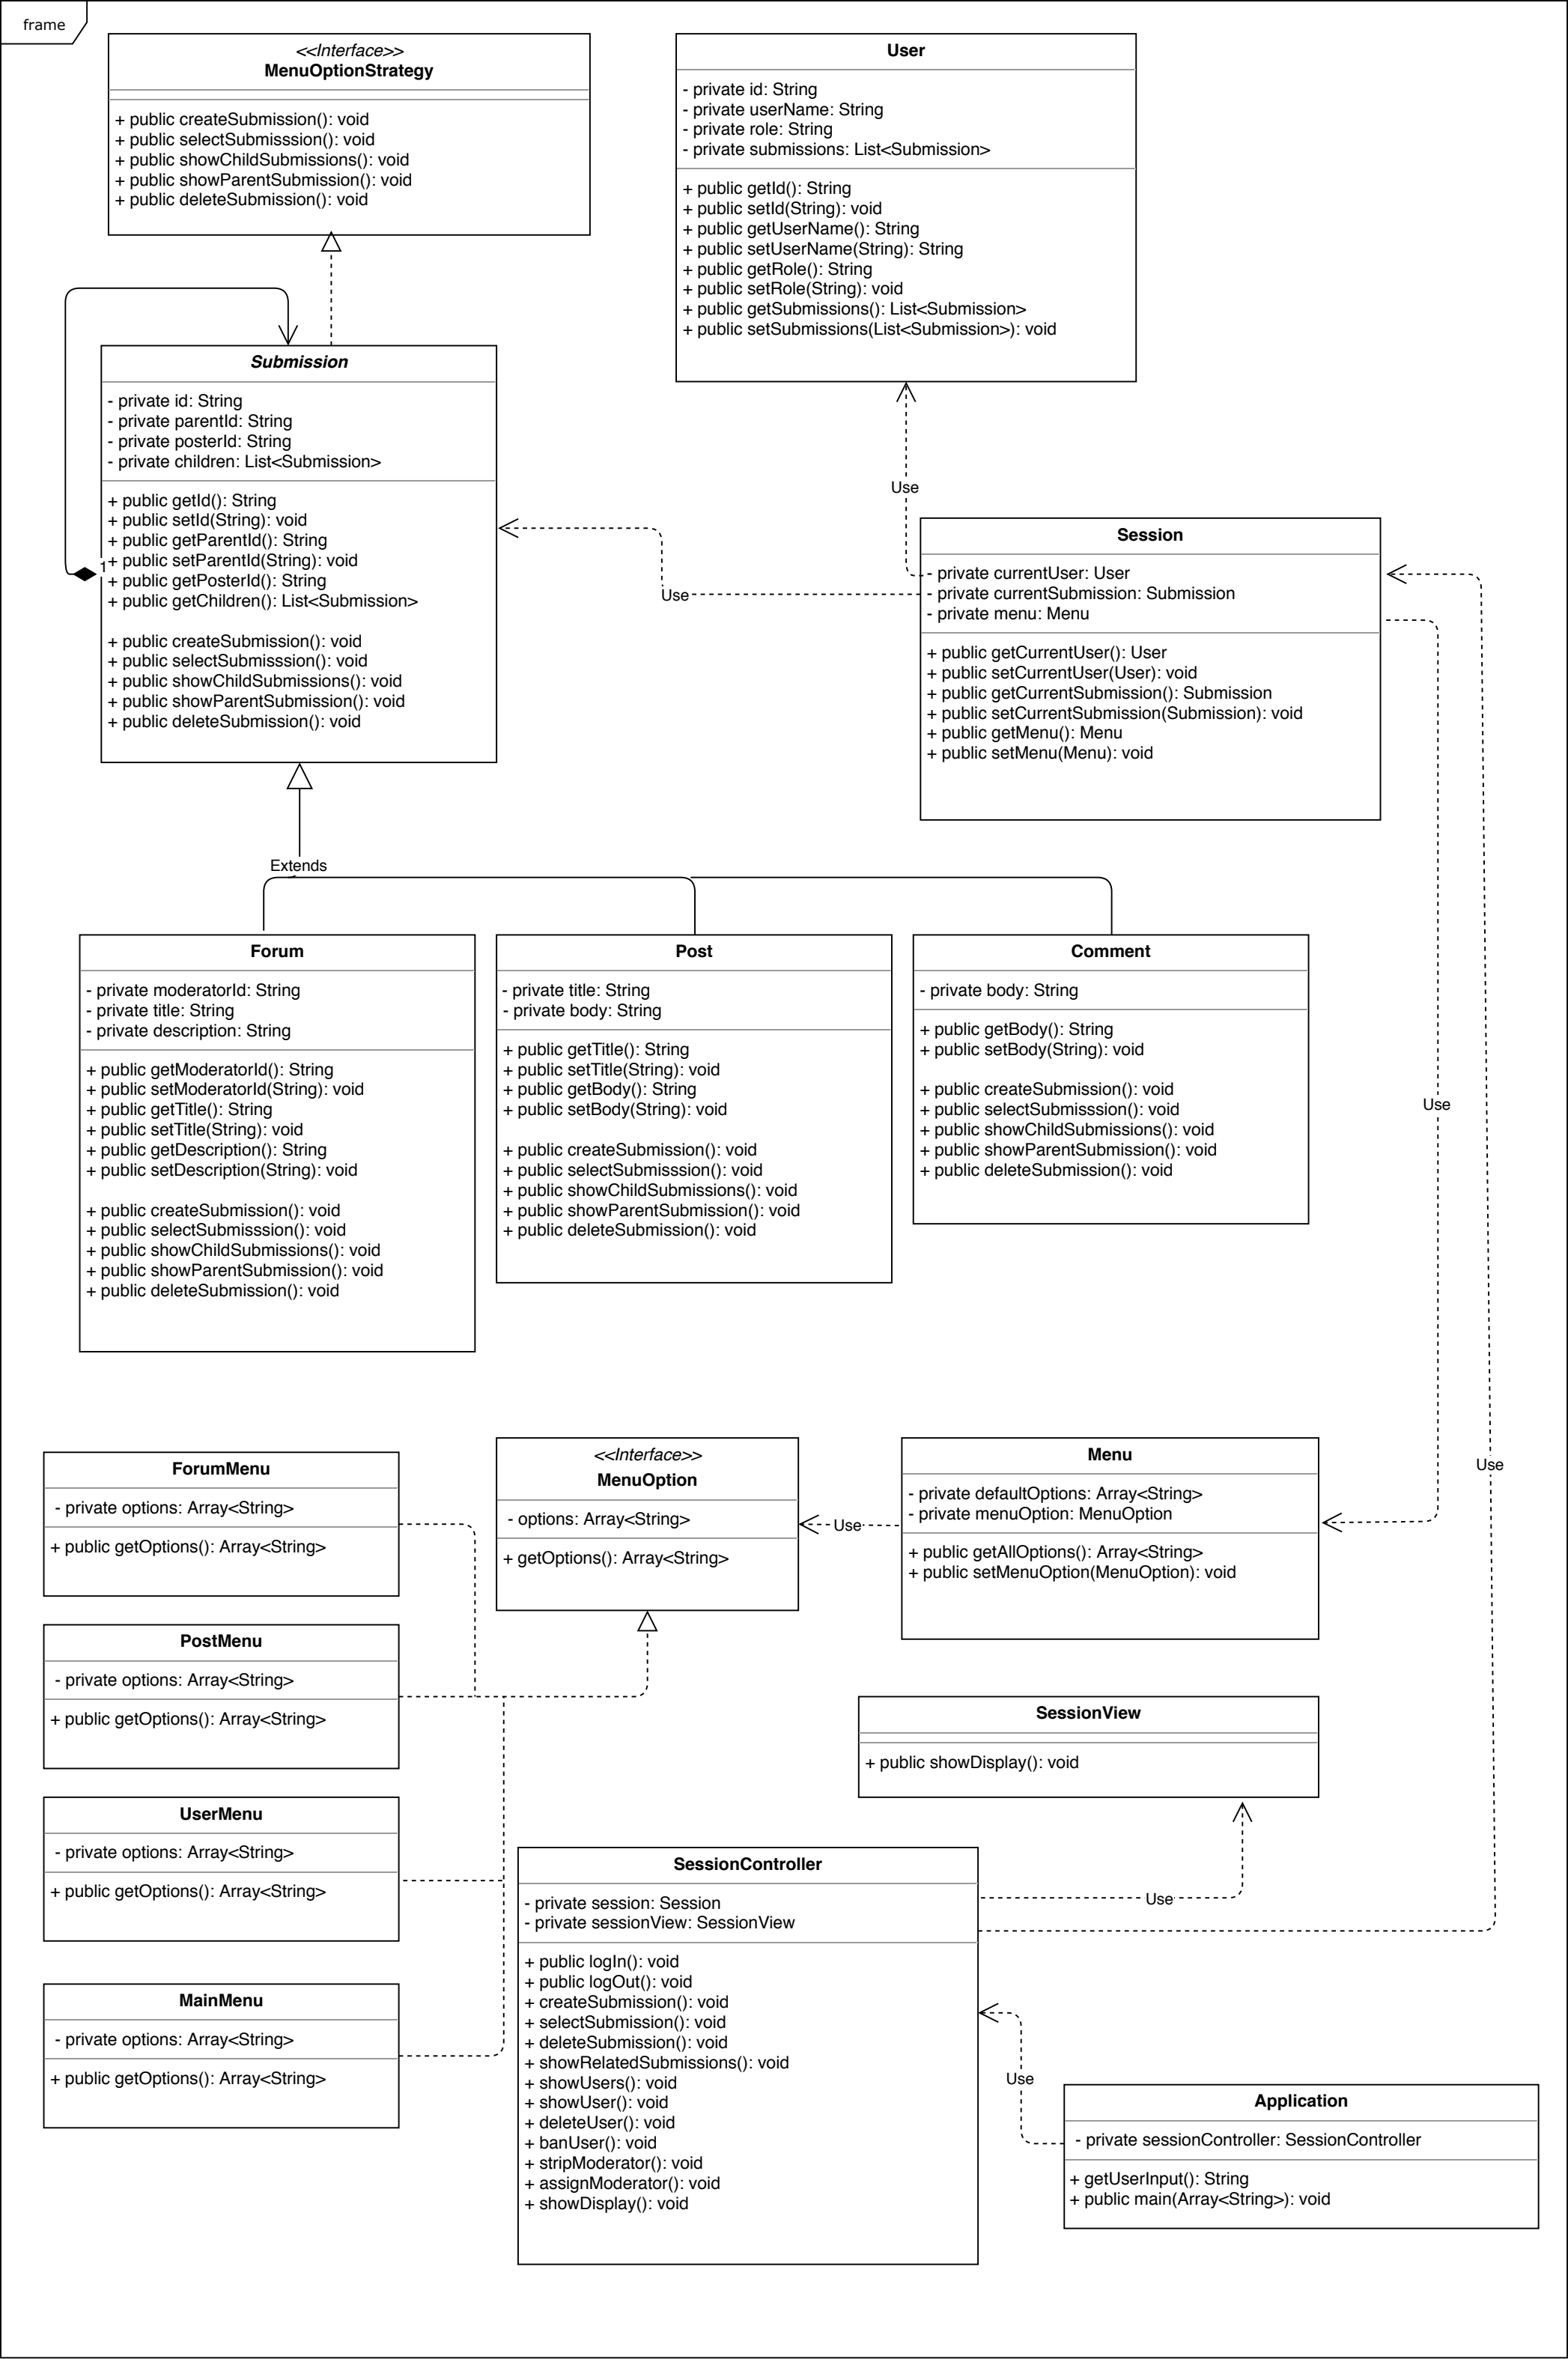 frame
<<Interface>>
MenuOptionStrategy
+ public createSubmission(): void
+ public selectSubmisssion(): void
+ public showChildSubmissions(): void
+ public showParentSubmission(): void
+ public deleteSubmission(): void
User
- private id: String
- private userName: String
- private role: String
- private submissions: List<Submission>
+ public getId(): String
+ public setId(String): void
+ public getUserName(): String
+ public setUserName(String): String
+ public getRole(): String
+ public setRole(String): void
+ public getSubmissions(): List<Submission>
+ public setSubmissions(List<Submission>): void
Submission
- private id: String
- private parentId: String
- private posterId: String
- private children: List<Submission>
+ public getId(): String
+ public setId(String): void
+ public getParentId(): String
+ public setParentId(String): void
+ public getPosterId(): String
+ public getChildren(): List<Submission>
+ public createSubmission(): void
+ public selectSubmisssion(): void
+ public showChildSubmissions(): void
+ public showParentSubmission(): void
+ public deleteSubmission(): void
1
Use
Use
Session
- private currentUser: User
- private currentSubmission: Submission
- private menu: Menu
+ public getCurrentUser(): User
+ public setCurrentUser(User): void
+ public getCurrentSubmission(): Submission
+ public setCurrentSubmission(Submission): void
+ public getMenu(): Menu
+ public setMenu(Menu): void
Extends
Forum
- private moderatorId: String
- private title: String
- private description: String
+ public getModeratorId(): String
+ public setModeratorId(String): void
+ public getTitle(): String
+ public setTitle(String): void
+ public getDescription(): String
+ public setDescription(String): void
+ public createSubmission(): void
+ public selectSubmisssion(): void
+ public showChildSubmissions(): void
+ public showParentSubmission(): void
+ public deleteSubmission(): void
Post
- private title: String
- private body: String
+ public getTitle(): String
+ public setTitle(String): void
+ public getBody(): String
+ public setBody(String): void
+ public createSubmission(): void
+ public selectSubmisssion(): void
+ public showChildSubmissions(): void
+ public showParentSubmission(): void
+ public deleteSubmission(): void
Comment
- private body: String
+ public getBody(): String
+ public setBody(String): void
+ public createSubmission(): void
+ public selectSubmisssion(): void
+ public showChildSubmissions(): void
+ public showParentSubmission(): void
+ public deleteSubmission(): void
Use
Use
ForumMenu
- private options: Array<String>
+ public getOptions(): Array<String>
<<Interface>>
MenuOption
- options: Array<String>
+ getOptions(): Array<String>
Use
Menu
- private defaultOptions: Array<String>
- private menuOption: MenuOption
+ public getAllOptions(): Array<String>
+ public setMenuOption(MenuOption): void
PostMenu
- private options: Array<String>
+ public getOptions(): Array<String>
SessionView
+ public showDisplay(): void
UserMenu
- private options: Array<String>
+ public getOptions(): Array<String>
SessionController
- private session: Session
- private sessionView: SessionView
+ public logIn(): void
+ public logOut(): void
+ createSubmission(): void
+ selectSubmission(): void
+ deleteSubmission(): void
+ showRelatedSubmissions(): void
+ showUsers(): void
+ showUser(): void
+ deleteUser(): void
+ banUser(): void
+ stripModerator(): void
+ assignModerator(): void
+ showDisplay(): void
Use
MainMenu
- private options: Array<String>
+ public getOptions(): Array<String>
Use
Application
- private sessionController: SessionController
+ getUserInput(): String
+ public main(Array<String>): void